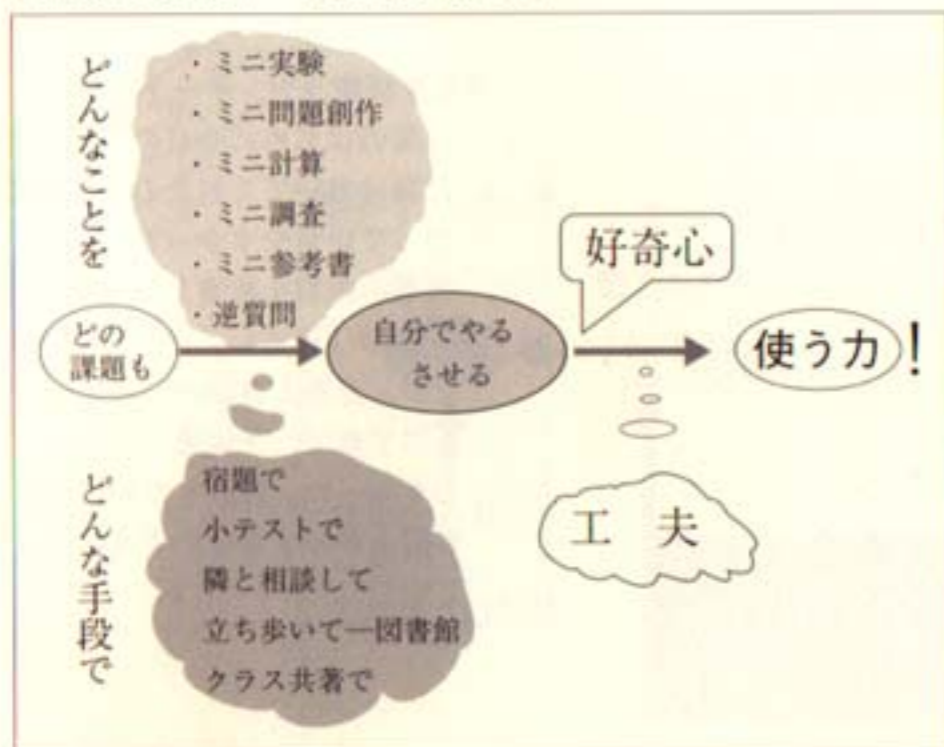 どんなことを
・ミニ実験
・ミニ問題創作
・ミニ計算
・ミニ調査
・ミニ参考書
・逆質問
どの
課題も
自分でやる
させる
好奇心
使う力!
どんな手段で
宿題で
小テストで
隣と相談して
立ち歩いて―図書館
クラス共著で
工 夫